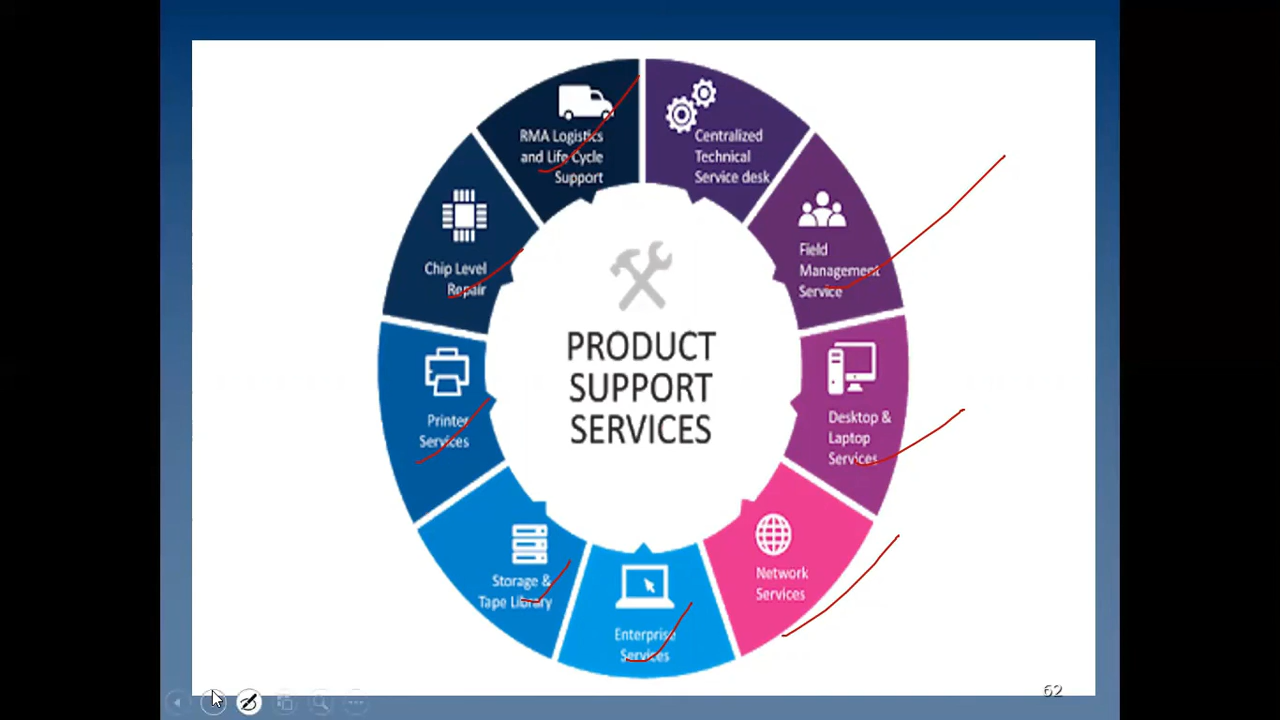 Centralized
Technical
Service desk
Field
Management
Service
Desktop &
Laptop
Services
Network
Services
Enterprise
Services
Storage &
Tape Library
Printer
Services
Chip Level
Repair
RMA Logistics
and Life Cycle
Support
PRODUCT
SUPPORT
SERVICES
62